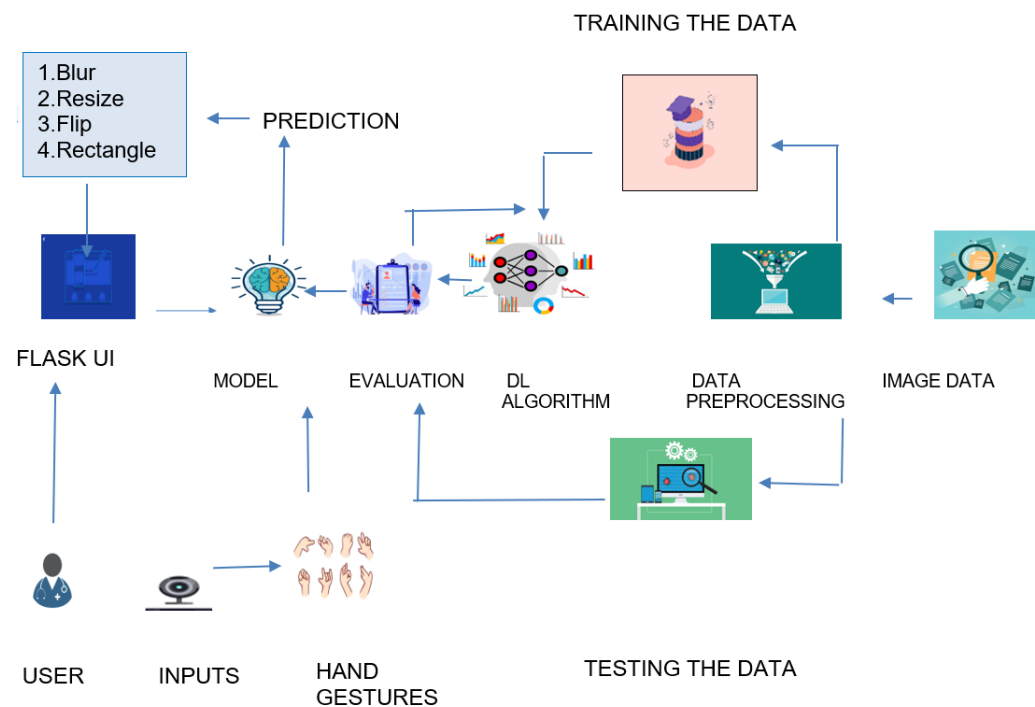 TRAINING THE DATA
1.Blur
2.Resize
3.Flip
4.Rectangle
PREDICTION
FLASK UI
MODEL
EVALUATION
DL
ALGORITHM
DATA
PREPROCESSING
IMAGE DATA
USER
INPUTS
HAND
GESTURES
TESTING THE DATA